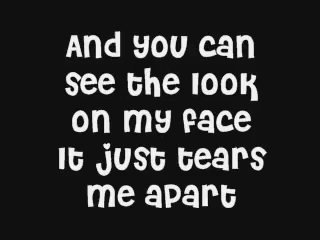 And you can
see the look
on my face
It just tears
me apart